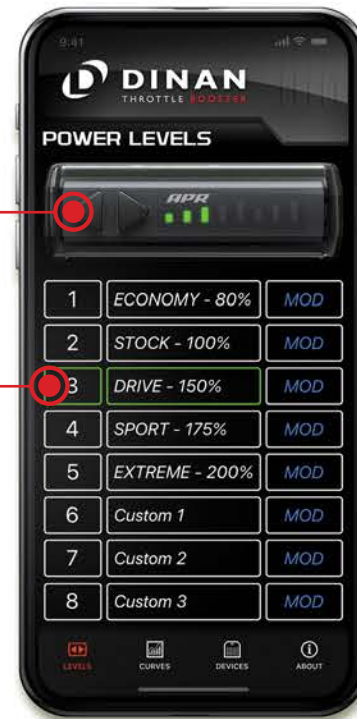 9:41
DINAN
THROTTLE BOOSTER
POWER LEVELS
APR
1 ECONOMY - 80% MOD
2 STOCK - 100% MOD
3 DRIVE - 150% MOD
4 SPORT - 175% MOD
5 EXTREME - 200% MOD
6 Custom 1 MOD
7 Custom 2 MOD
8 Custom 3 MOD
LEVELS CURVES DEVICES ABOUT